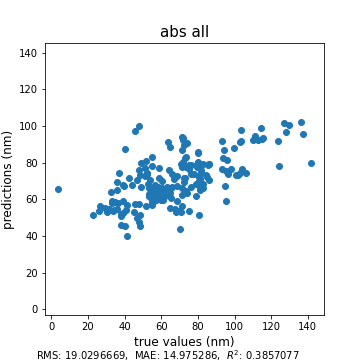 abs all
predictions (nm)
140
120
100
80
60
40
20
0
0 20 40 60 80 100 120 140
true values (nm)
RMS: 19.0296669, MAE: 14.975286, R²: 0.3857077